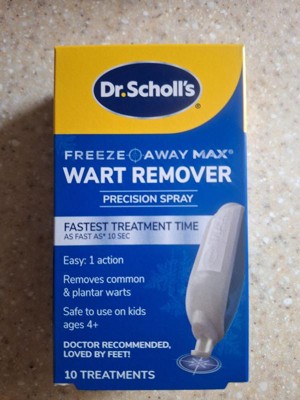 Dr.Scholl's®
FREEZE AWAY MAX®
WART REMOVER
PRECISION SPRAY
FASTEST TREATMENT TIME
AS FAST AS* 10 SEC
Easy: 1 action
Removes common
& plantar warts
Safe to use on kids
ages 4+
DOCTOR RECOMMENDED,
LOVED BY FEET!
10 TREATMENTS